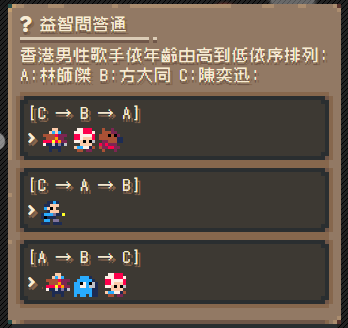 ? 益智問答通
香港男性歌手依年齡由高到低依序排列:
A:林師傑 B:方大同 C:陳奕迅:
[C → B → A]
[C → A → B]
[A → B → C]